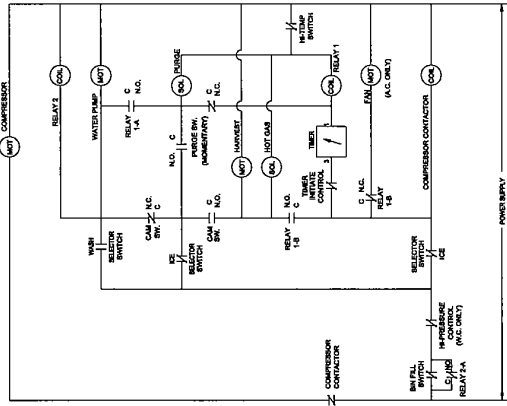 COMPRESSOR
MOT
RELAY 2
COIL
WATER PUMP
MOT
PURGE
SOL
HI-TEMP
SWITCH
C N.O.
RELAY
1-A
C N.C.
PURGE SW.
(MOMENTARY)
N.O. C
HARVEST
MOT
HOT GAS
SOL
RELAY 1
COIL
TIMER
1
3
TIMER
INITIATE
CONTROL
FAN
MOT
(A.C. ONLY)
C N.C.
RELAY
1-B
COMPRESSOR CONTACTOR
COIL
WASH
SELECTOR
SWITCH
N.C.
C
CAM
SW.
N.O.
C
CAM
SW.
ICE
SELECTOR
SWITCH
N.O.
C
RELAY
1-B
SELECTOR
SWITCH
ICE
HI-PRESSURE
CONTROL
(W.C. ONLY)
BIN FILL
SWITCH
C NO
RELAY 2-A
COMPRESSOR
CONTACTOR
POWER SUPPLY